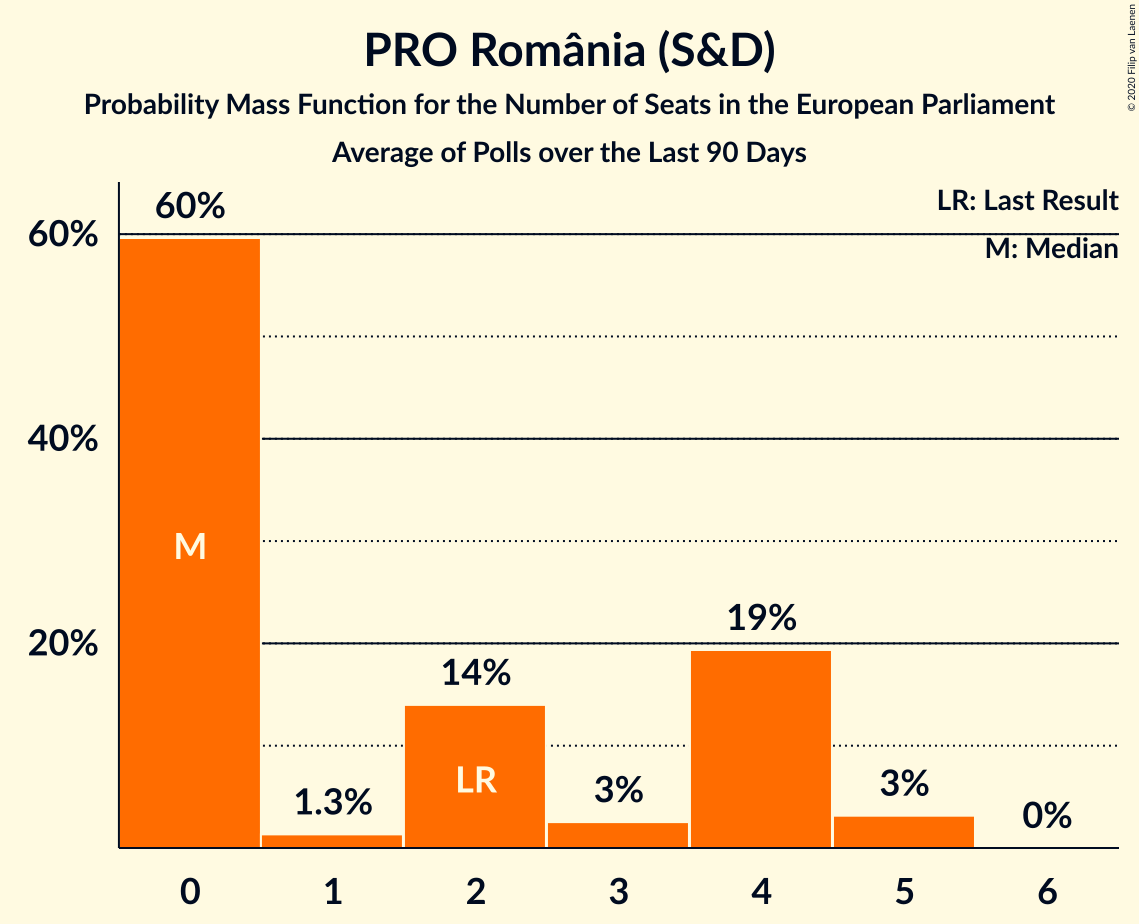 PRO România (S&D)
Probability Mass Function for the Number of Seats in the European Parliament
Average of Polls over the Last 90 Days
© 2020 Filip van Laenen
LR: Last Result
M: Median
60%
40%
20%
60%
1.3%
14%
3%
19%
3%
0%
M
LR
0 1 2 3 4 5 6